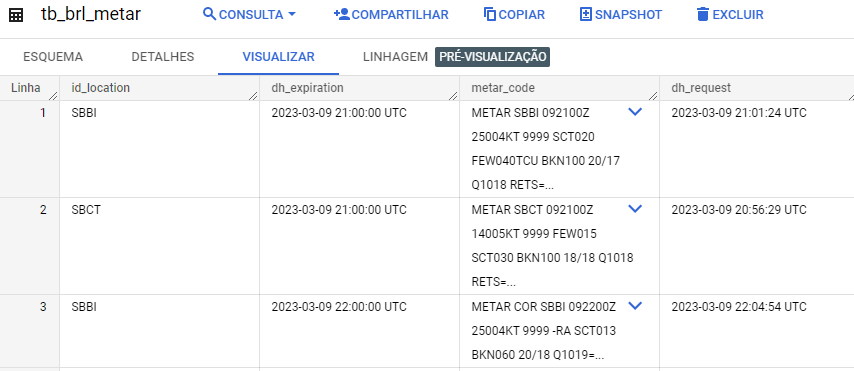 tb_brl_metar CONSULTA COMPARTILHAR COPIAR SNAPSHOT EXCLUIR
ESQUEMA DETALHES VISUALIZAR LINHAGEM PRÉ-VISUALIZAÇÃO
Linha id_location dh_expiration metar_code dh_request
1 SBBI 2023-03-09 21:00:00 UTC METAR SBBI 092100Z 2023-03-09 21:01:24 UTC
25004KT 9999 SCT020
FEW040TCU BKN100 20/17
Q1018 RETS=...
2 SBCT 2023-03-09 21:00:00 UTC METAR SBCT 092100Z 2023-03-09 20:56:29 UTC
14005KT 9999 FEW015
SCT030 BKN100 18/18 Q1018
RETS=...
3 SBBI 2023-03-09 22:00:00 UTC METAR COR SBBI 092200Z 2023-03-09 22:04:54 UTC
25004KT 9999 -RA SCT013
BKN060 20/18 Q1019=...